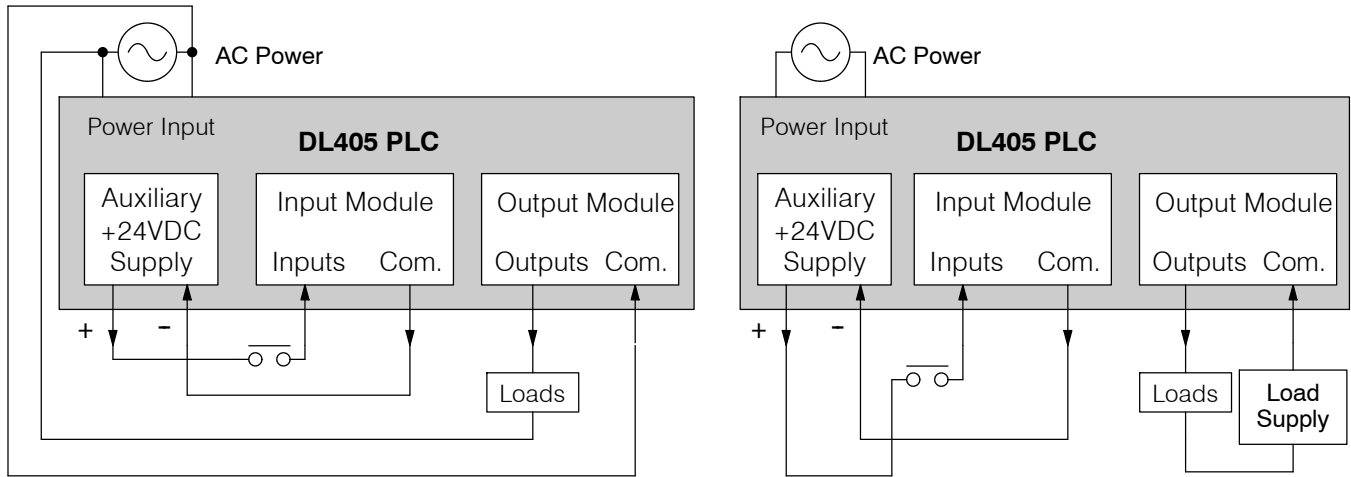 AC Power
Power Input
DL405 PLC
Auxiliary
+24VDC
Supply
Input Module
Inputs Com.
Output Module
Outputs Com.
+ -
Loads
AC Power
Power Input
DL405 PLC
Auxiliary
+24VDC
Supply
Input Module
Inputs Com.
Output Module
Outputs Com.
+ -
Loads
Load
Supply